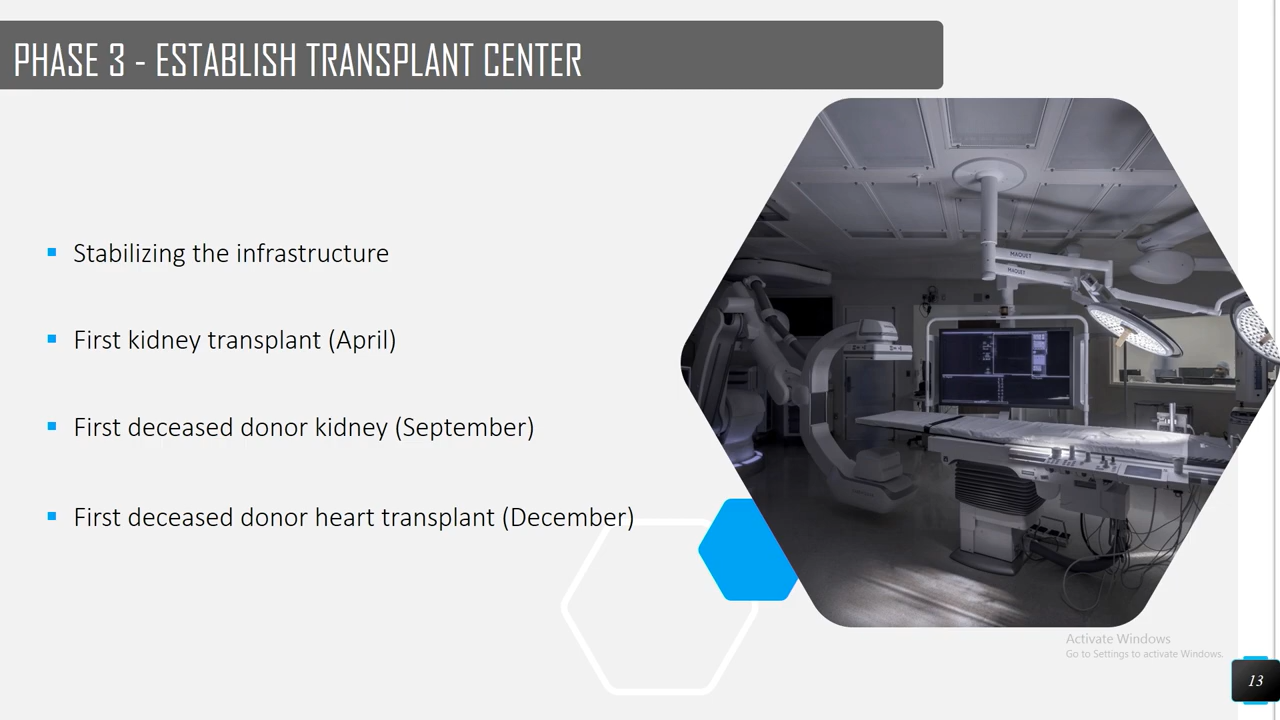 PHASE 3 - ESTABLISH TRANSPLANT CENTER
Stabilizing the infrastructure
First kidney transplant (April)
First deceased donor kidney (September)
First deceased donor heart transplant (December)
MAQUET
MAQUET
Activate Windows
Go to Settings to activate Windows.
13